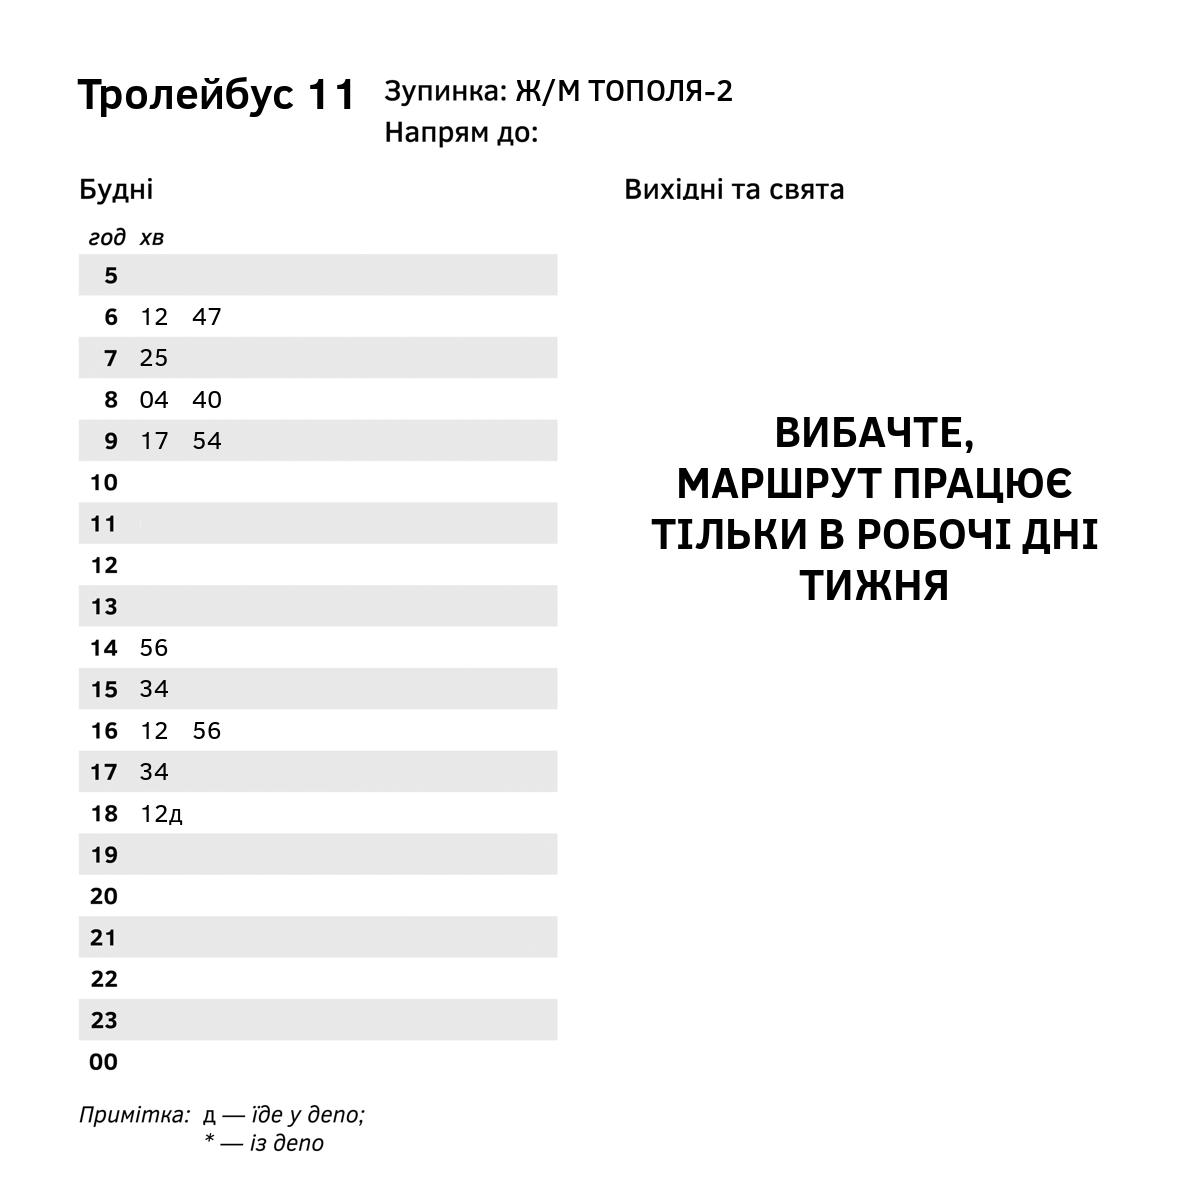 Тролейбус 11
Зупинка: Ж/М ТОПОЛЯ-2
Напрям до:
Будні
год хв
5
6 12 47
7 25
8 04 40
9 17 54
10
11
12
13
14 56
15 34
16 12 56
17 34
18 12д
19
20
21
22
23
00
Вихідні та свята
ВИБАЧТЕ,
МАРШРУТ ПРАЦЮЄ
ТІЛЬКИ В РОБОЧІ ДНІ
ТИЖНЯ
Примітка: д — їде у депо;
* — із депо